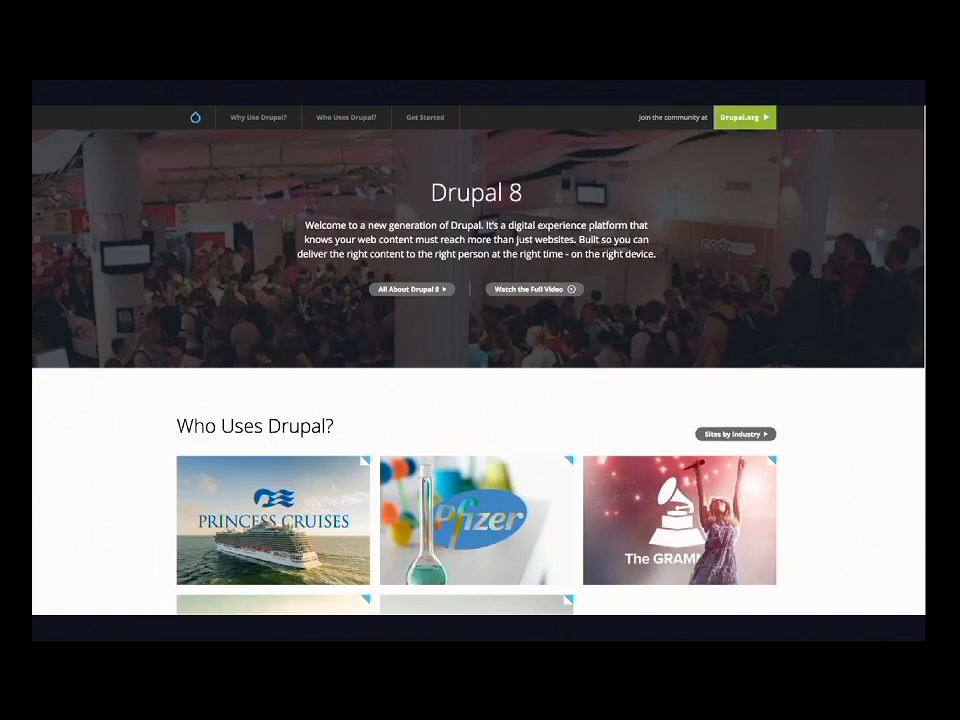 Why Use Drupal?
Who Uses Drupal?
Get Started
Join the community at
Drupal.org
Drupal 8
Welcome to a new generation of Drupal. It's a digital experience platform that
knows your web content must reach more than just websites. Built so you can
deliver the right content to the right person at the right time - on the right device.
All About Drupal 8
Watch the Full Video
Who Uses Drupal?
Sites by Industry
PRINCESS CRUISES
Pfizer
The GRAMM